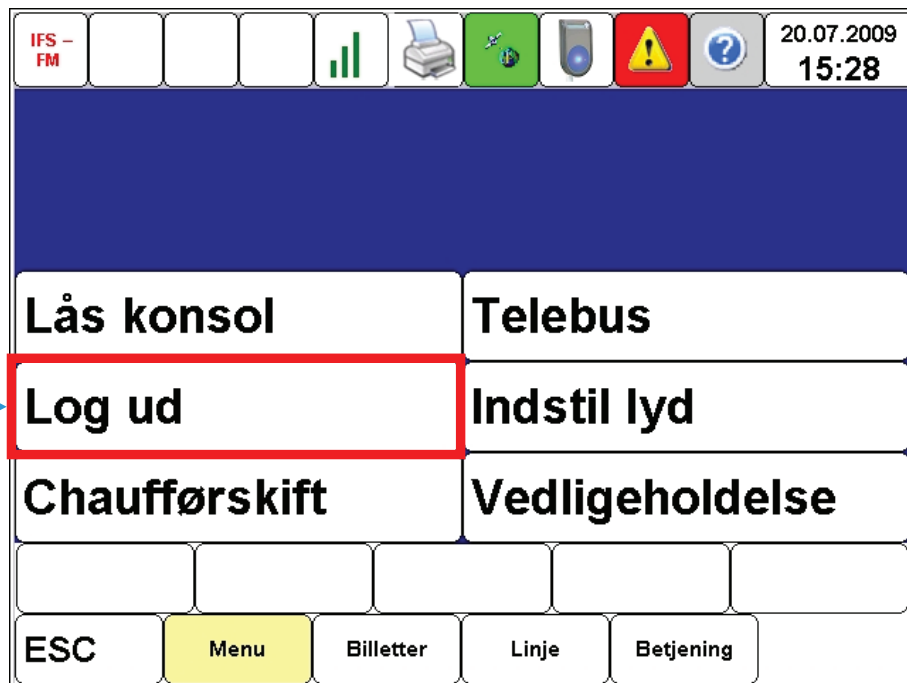 IFS –
FM
20.07.2009
15:28
Lås konsol
Telebus
Log ud
Indstil lyd
Chaufførskift
Vedligeholdelse
ESC
Menu
Billetter
Linje
Betjening